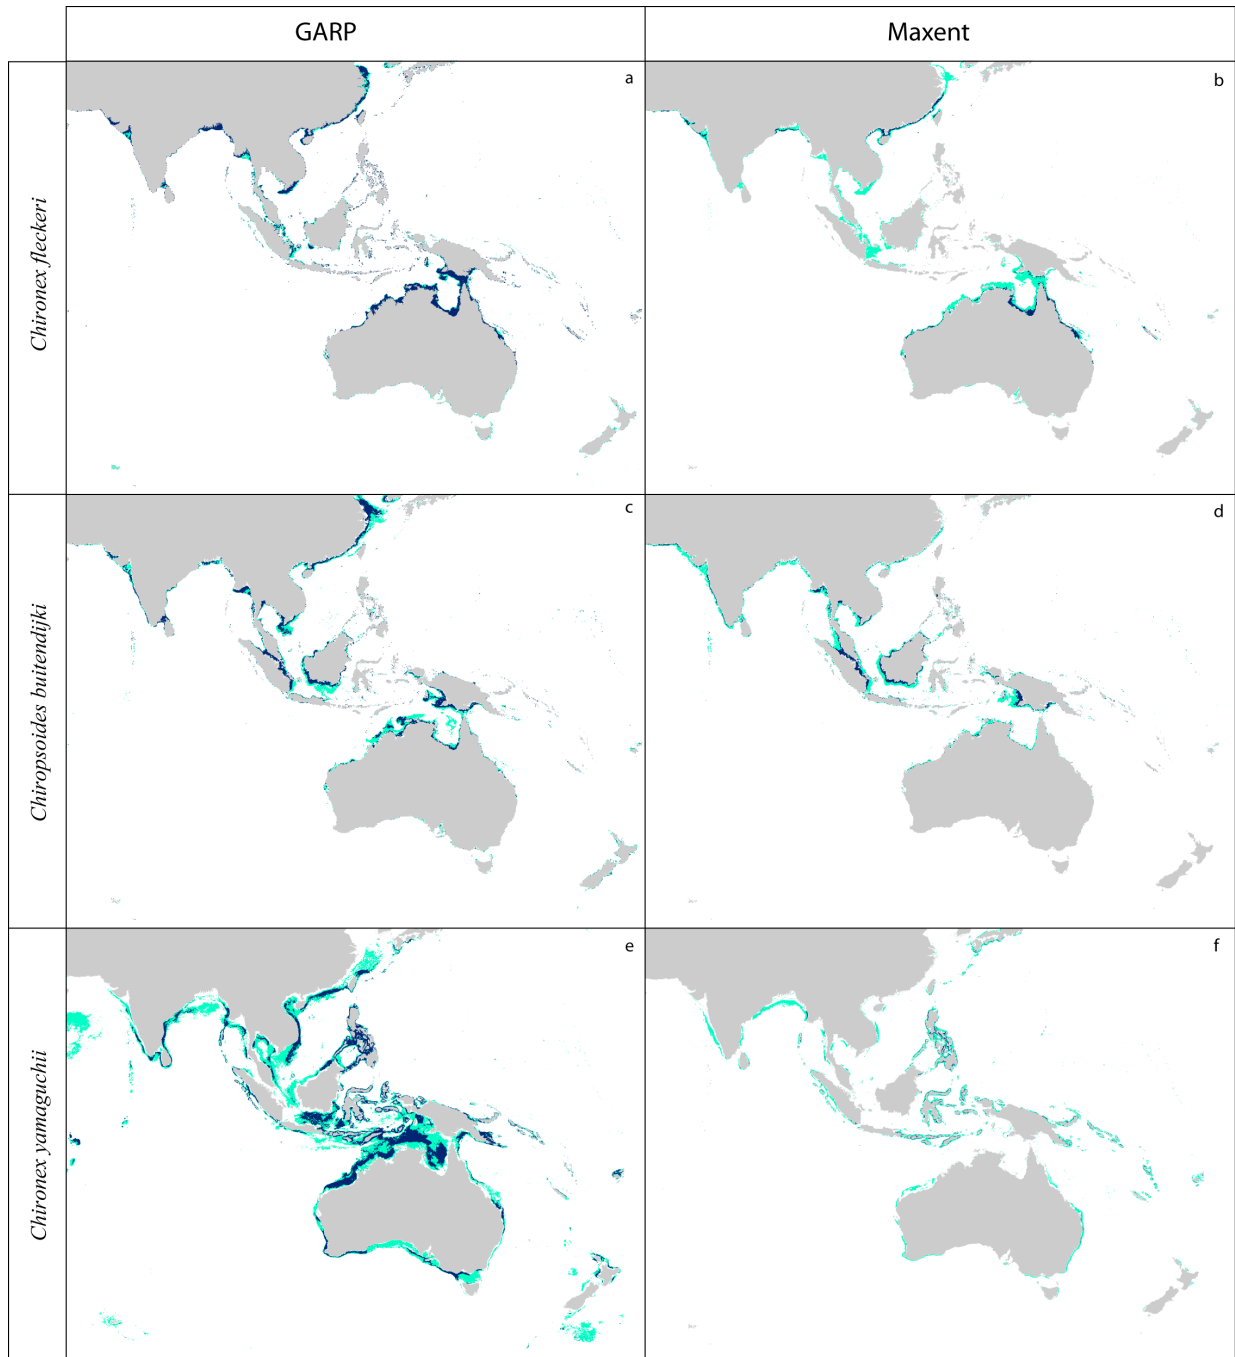 GARP
Maxent
Chironex fleckeri
a
b
Chiropsoides buitendijki
c
d
Chironex yamaguchii
e
f